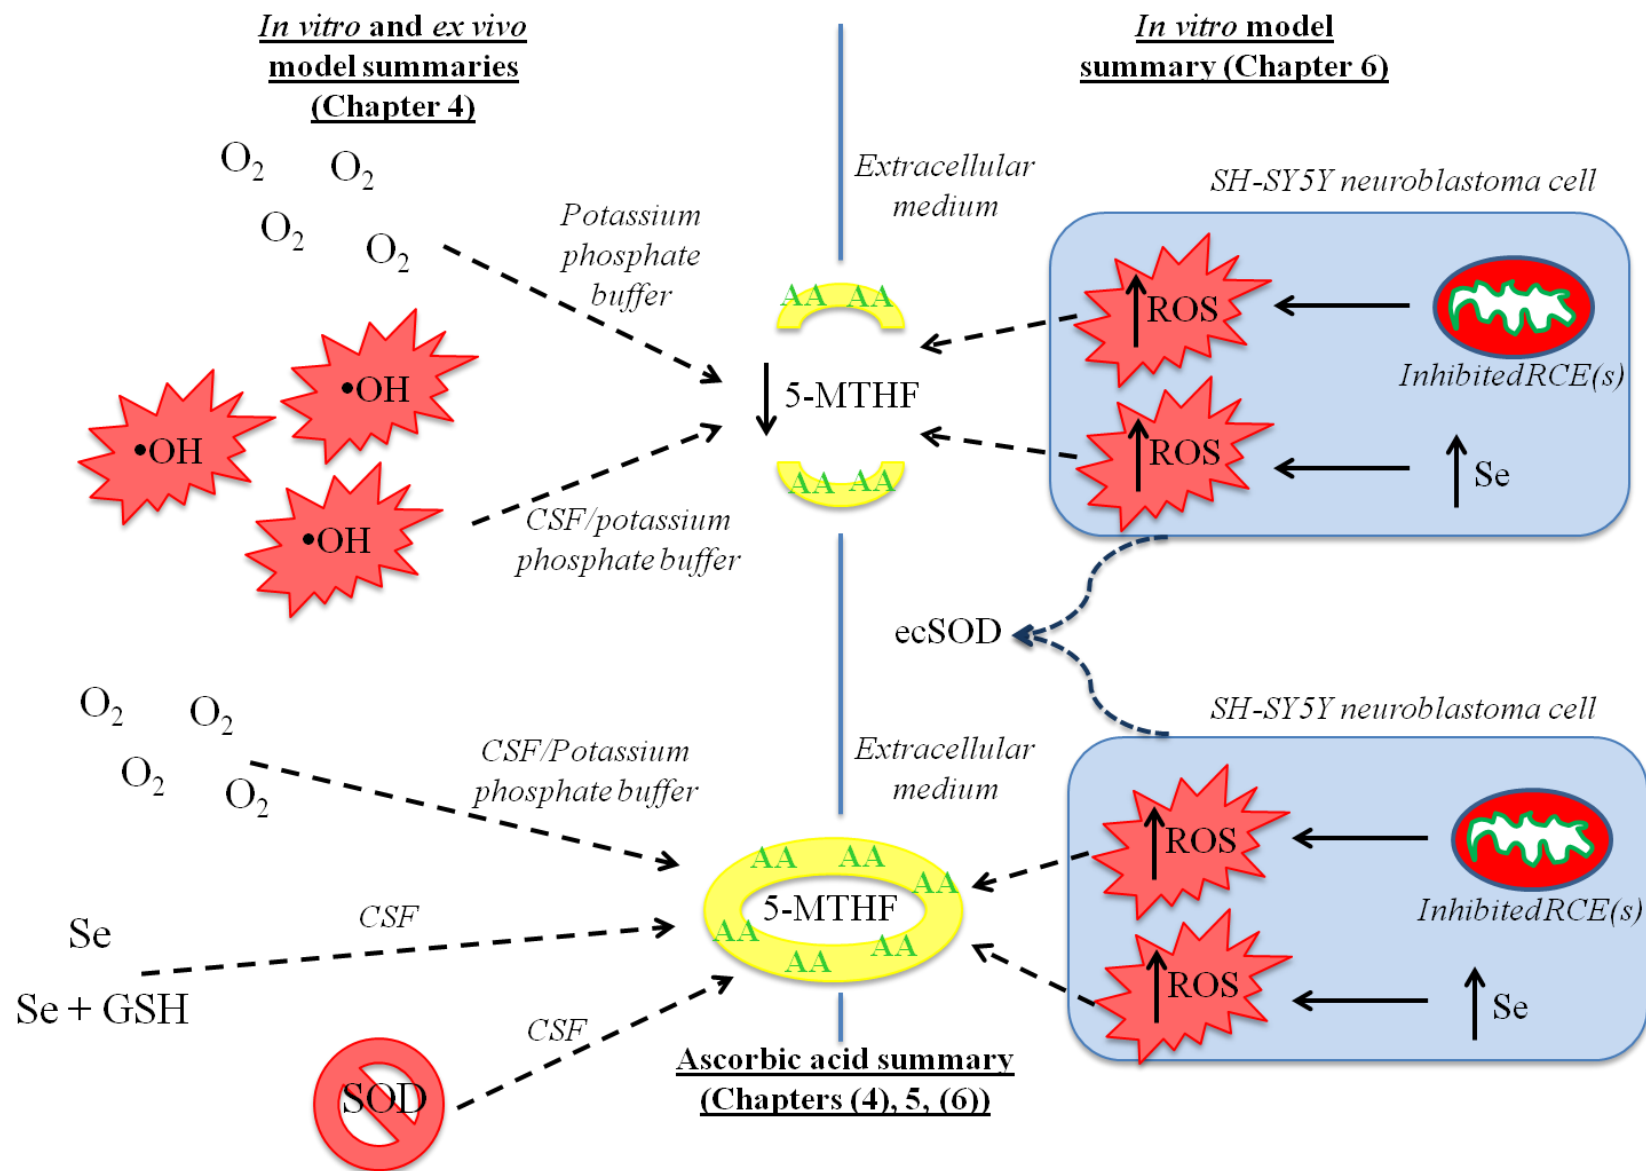 In vitro and ex vivo
model summaries
(Chapter 4)
In vitro model
summary (Chapter 6)
O2
O2
O2
O2
Potassium
phosphate
buffer
•OH
•OH
•OH
CSF/potassium
phosphate buffer
AA AA
5-MTHF
AA AA
Extracellular
medium
SH-SY5Y neuroblastoma cell
ROS
Inhibited RCE(s)
ROS
Se
ecSOD
O2
O2
O2
O2
CSF/Potassium
phosphate buffer
Se
Se + GSH
CSF
SOD
CSF
AA AA
AA
5-MTHF
AA
AA
AA
Extracellular
medium
SH-SY5Y neuroblastoma cell
ROS
Inhibited RCE(s)
ROS
Se
Ascorbic acid summary
(Chapters (4), 5, (6))